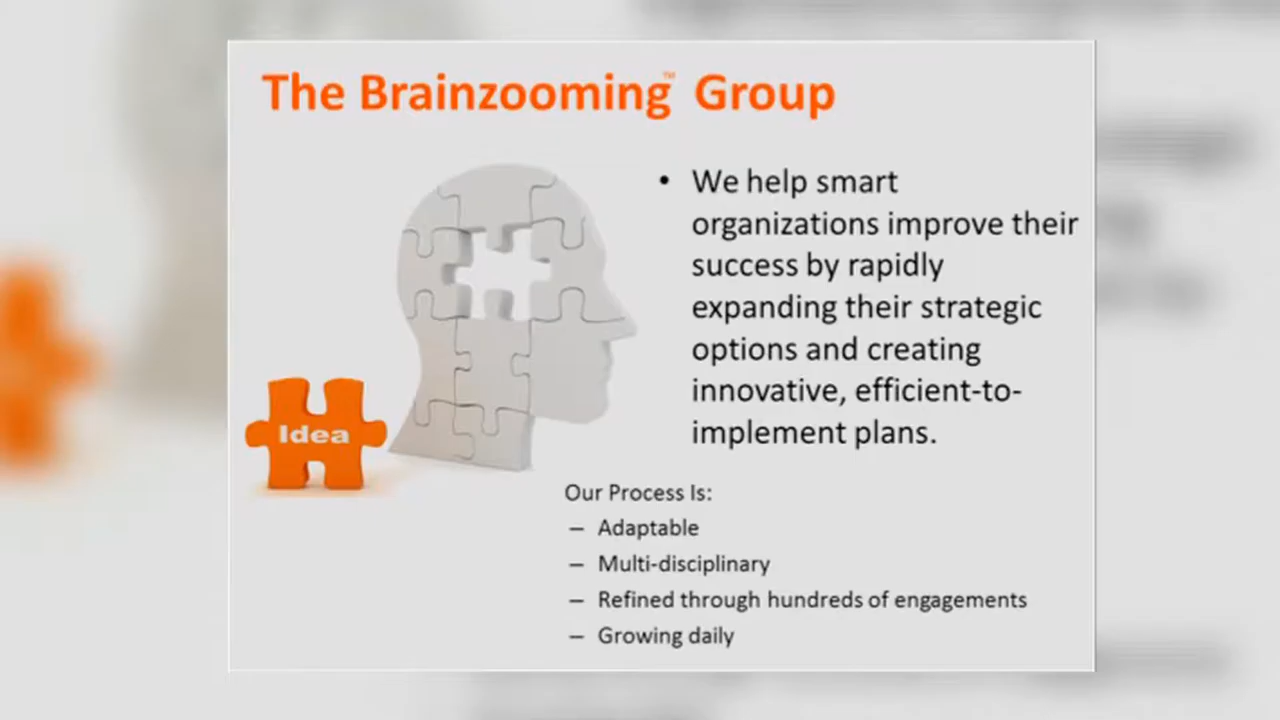 The Brainzooming™ Group
• We help smart
organizations improve their
success by rapidly
expanding their strategic
options and creating
innovative, efficient-to-
implement plans.
Idea
Our Process Is:
– Adaptable
– Multi-disciplinary
– Refined through hundreds of engagements
– Growing daily